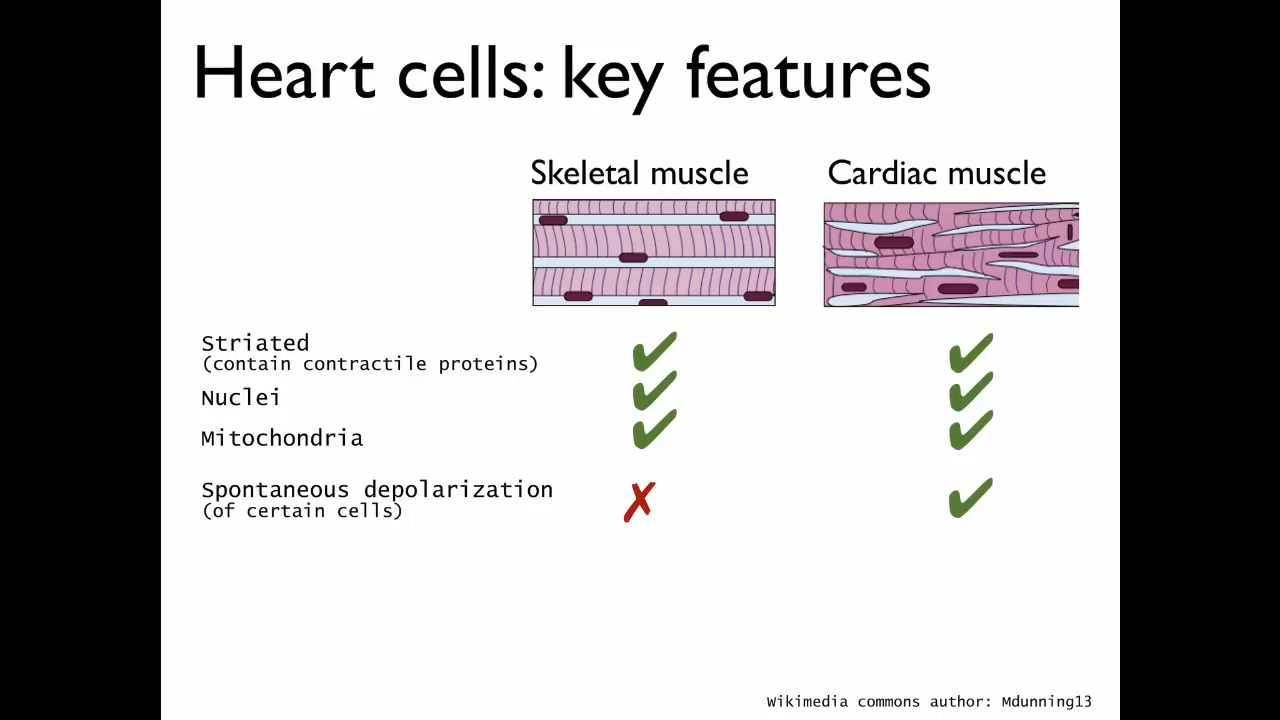 Heart cells: key features
Skeletal muscle
Cardiac muscle
Striated
(contain contractile proteins)
Nuclei
Mitochondria
Spontaneous depolarization
(of certain cells)
Wikimedia commons author: Mdunning13